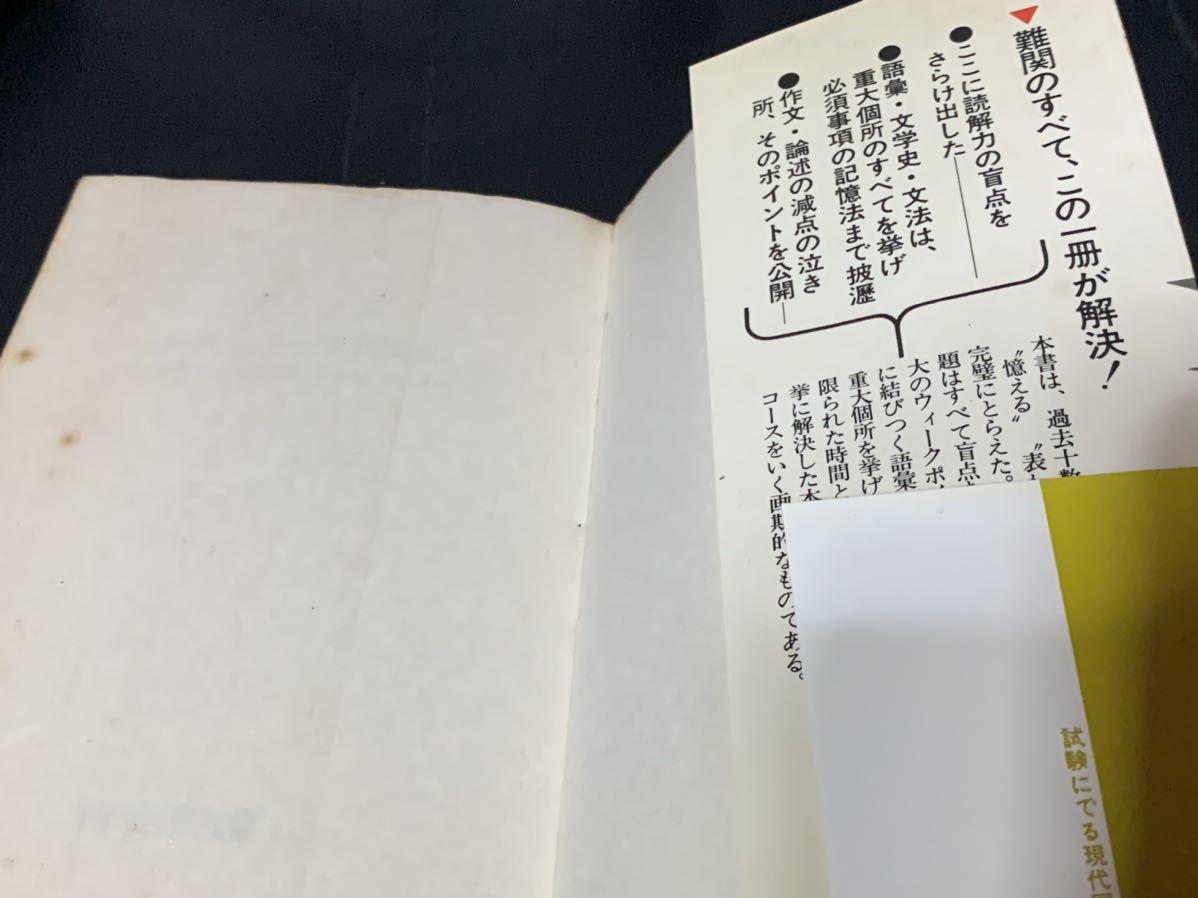 ▼難関のすべて、この一冊が解決！
●ここに読解力の盲点を
さらけ出した──
●語彙・文学史・文法は、
重大個所のすべてを挙げ
必須事項の記憶法まで披瀝
●作文・論述の減点の泣き
所、そのポイントを公開─
本書は、過去十数
〝憶える〟〝表
完璧にとらえた。
題はすべて盲点
大のウィークポイ
に結びつく語彙
重大個所を挙げ
限られた時間と
挙に解決した本
コースをいく画期的なものである。
試験にでる現代